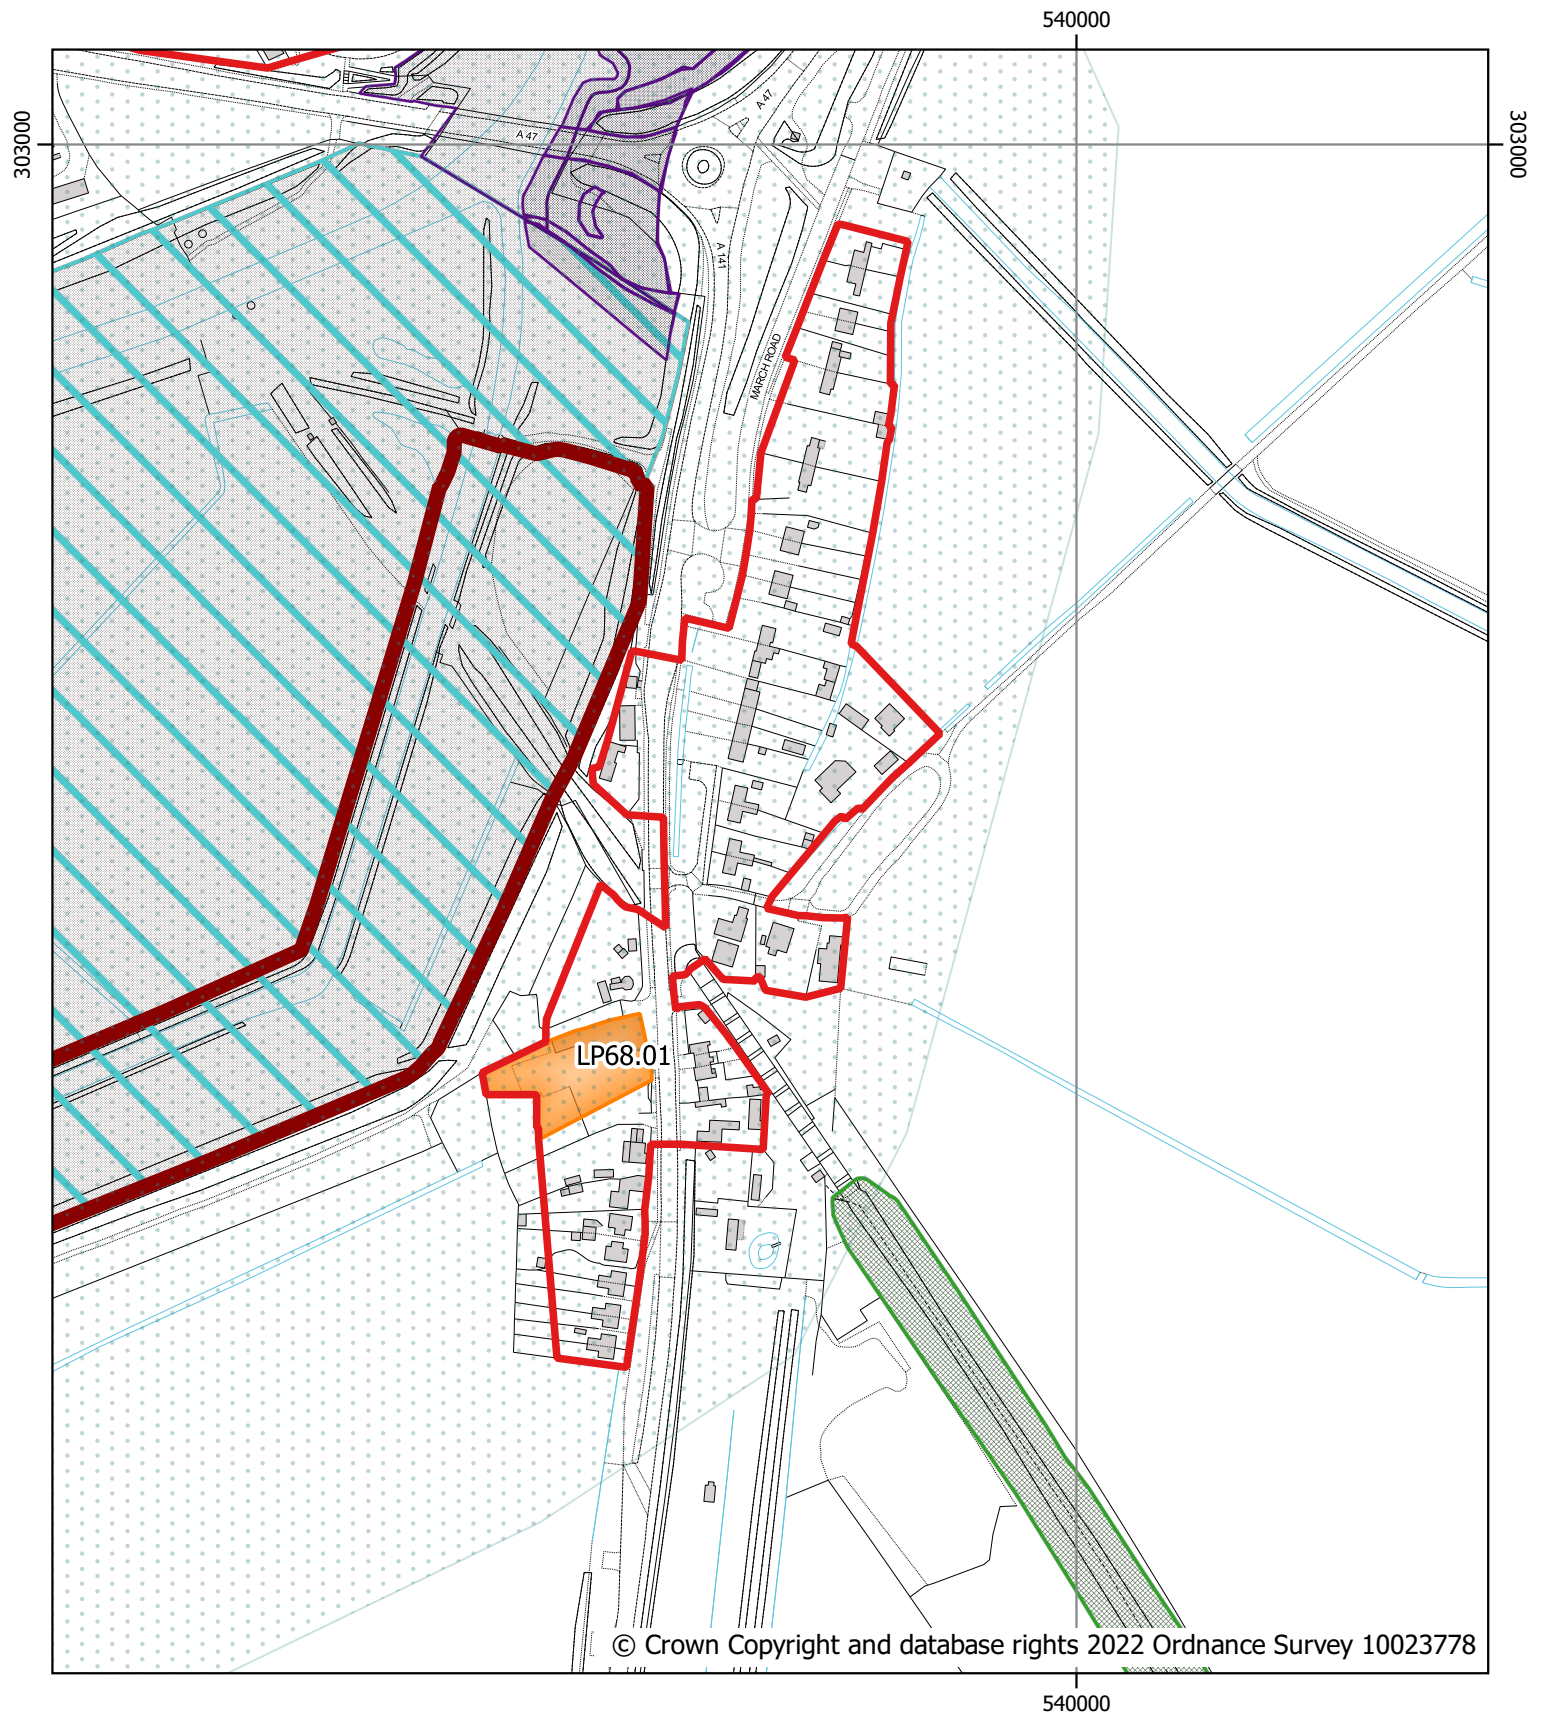 540000
303000
303000
A 47
A 47
A 141
MARCH ROAD
LP68.01
© Crown Copyright and database rights 2022 Ordnance Survey 10023778
540000